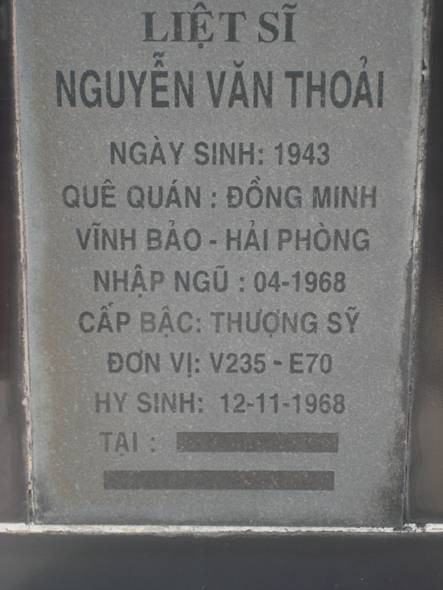 LIỆT SĨ
NGUYỄN VĂN THOẢI
NGÀY SINH: 1943
QUÊ QUÁN : ĐỒNG MINH
VĨNH BẢO - HẢI PHÒNG
NHẬP NGŨ : 04-1968
CẤP BẬC: THƯỢNG SỸ
ĐƠN VỊ: V235 - E70
HY SINH: 12-11-1968
TẠI :